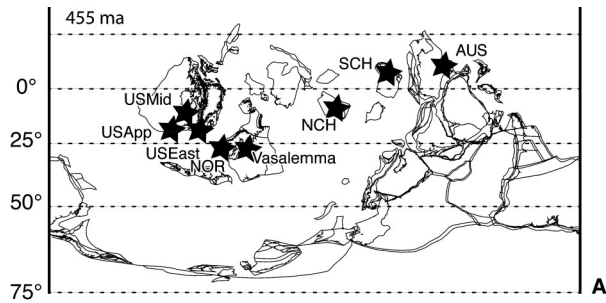 455 ma
SCH
AUS
0°
USMid
USApp
NCH
25°
USEast
NOR
Vasalemma
50°
75°
A